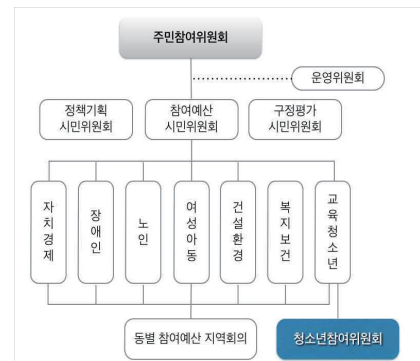 주민참여위원회
운영위원회
정책기획
시민위원회
참여예산
시민위원회
구정평가
시민위원회
자치경제
장애인
노인
여성아동
건설환경
복지보건
교육청소년
동별 참여예산 지역회의
청소년참여위원회